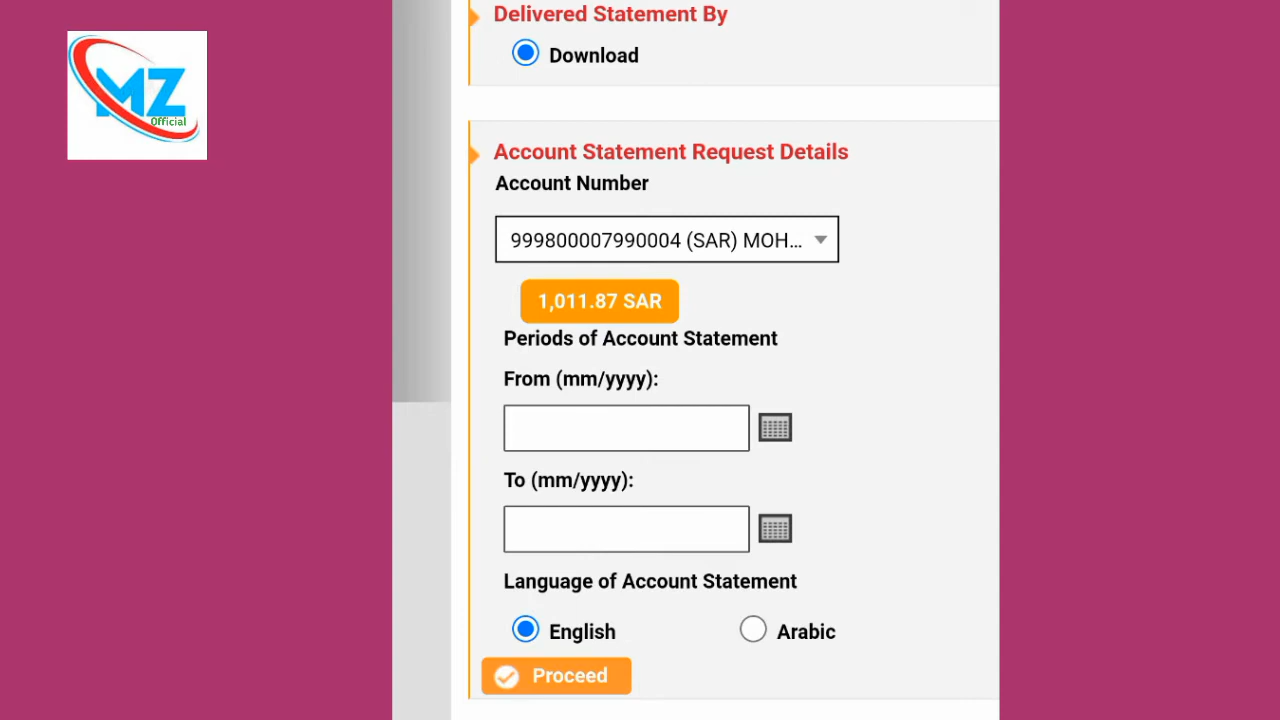 MZ
Official
Delivered Statement By
Download
Account Statement Request Details
Account Number
999800007990004 (SAR) MOH...
1,011.87 SAR
Periods of Account Statement
From (mm/yyyy):
To (mm/yyyy):
Language of Account Statement
English Arabic
Proceed